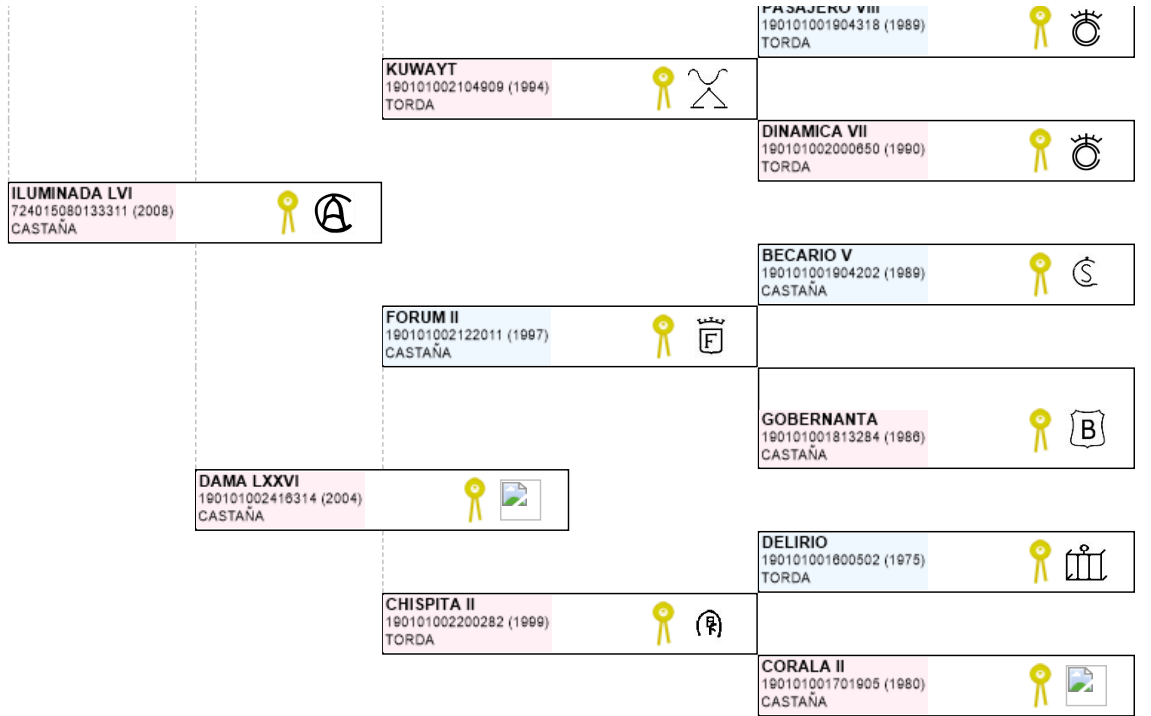 PASAJERO VIII
190101001904318 (1989)
TORDA
KUWAYT
190101002104909 (1994)
TORDA
DINAMICA VII
190101002000650 (1990)
TORDA
ILUMINADA LVI
724015080133311 (2008)
CASTAÑA
A
BECARIO V
190101001904202 (1989)
CASTAÑA
S
FORUM II
190101002122011 (1997)
CASTAÑA
F
GOBERNANTA
190101001813284 (1986)
CASTAÑA
B
DAMA LXXVI
190101002416314 (2004)
CASTAÑA
DELIRIO
190101001600502 (1975)
TORDA
CHISPITA II
190101002200282 (1999)
TORDA
CORALA II
190101001701905 (1980)
CASTAÑA